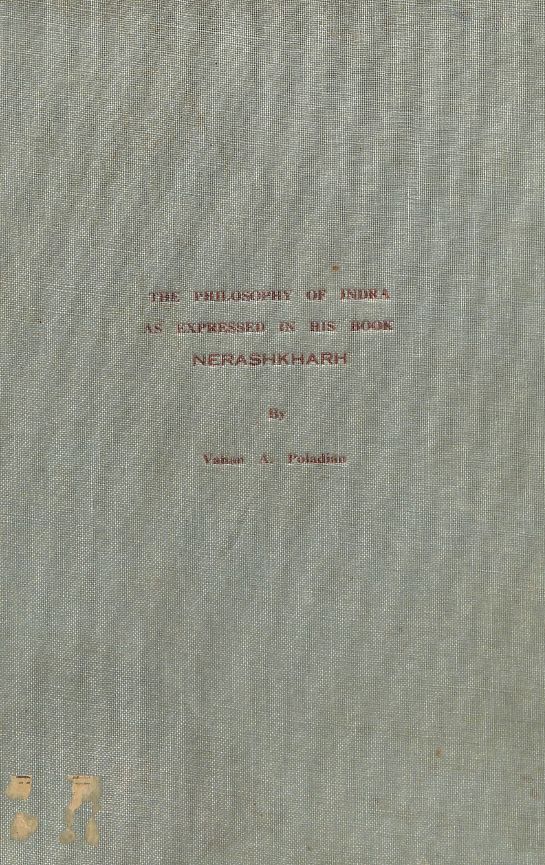 THE PHILOSOPHY OF INDRA
AS EXPRESSED IN HIS BOOK
NERASHKHARH
By
Vahan A. Poladian